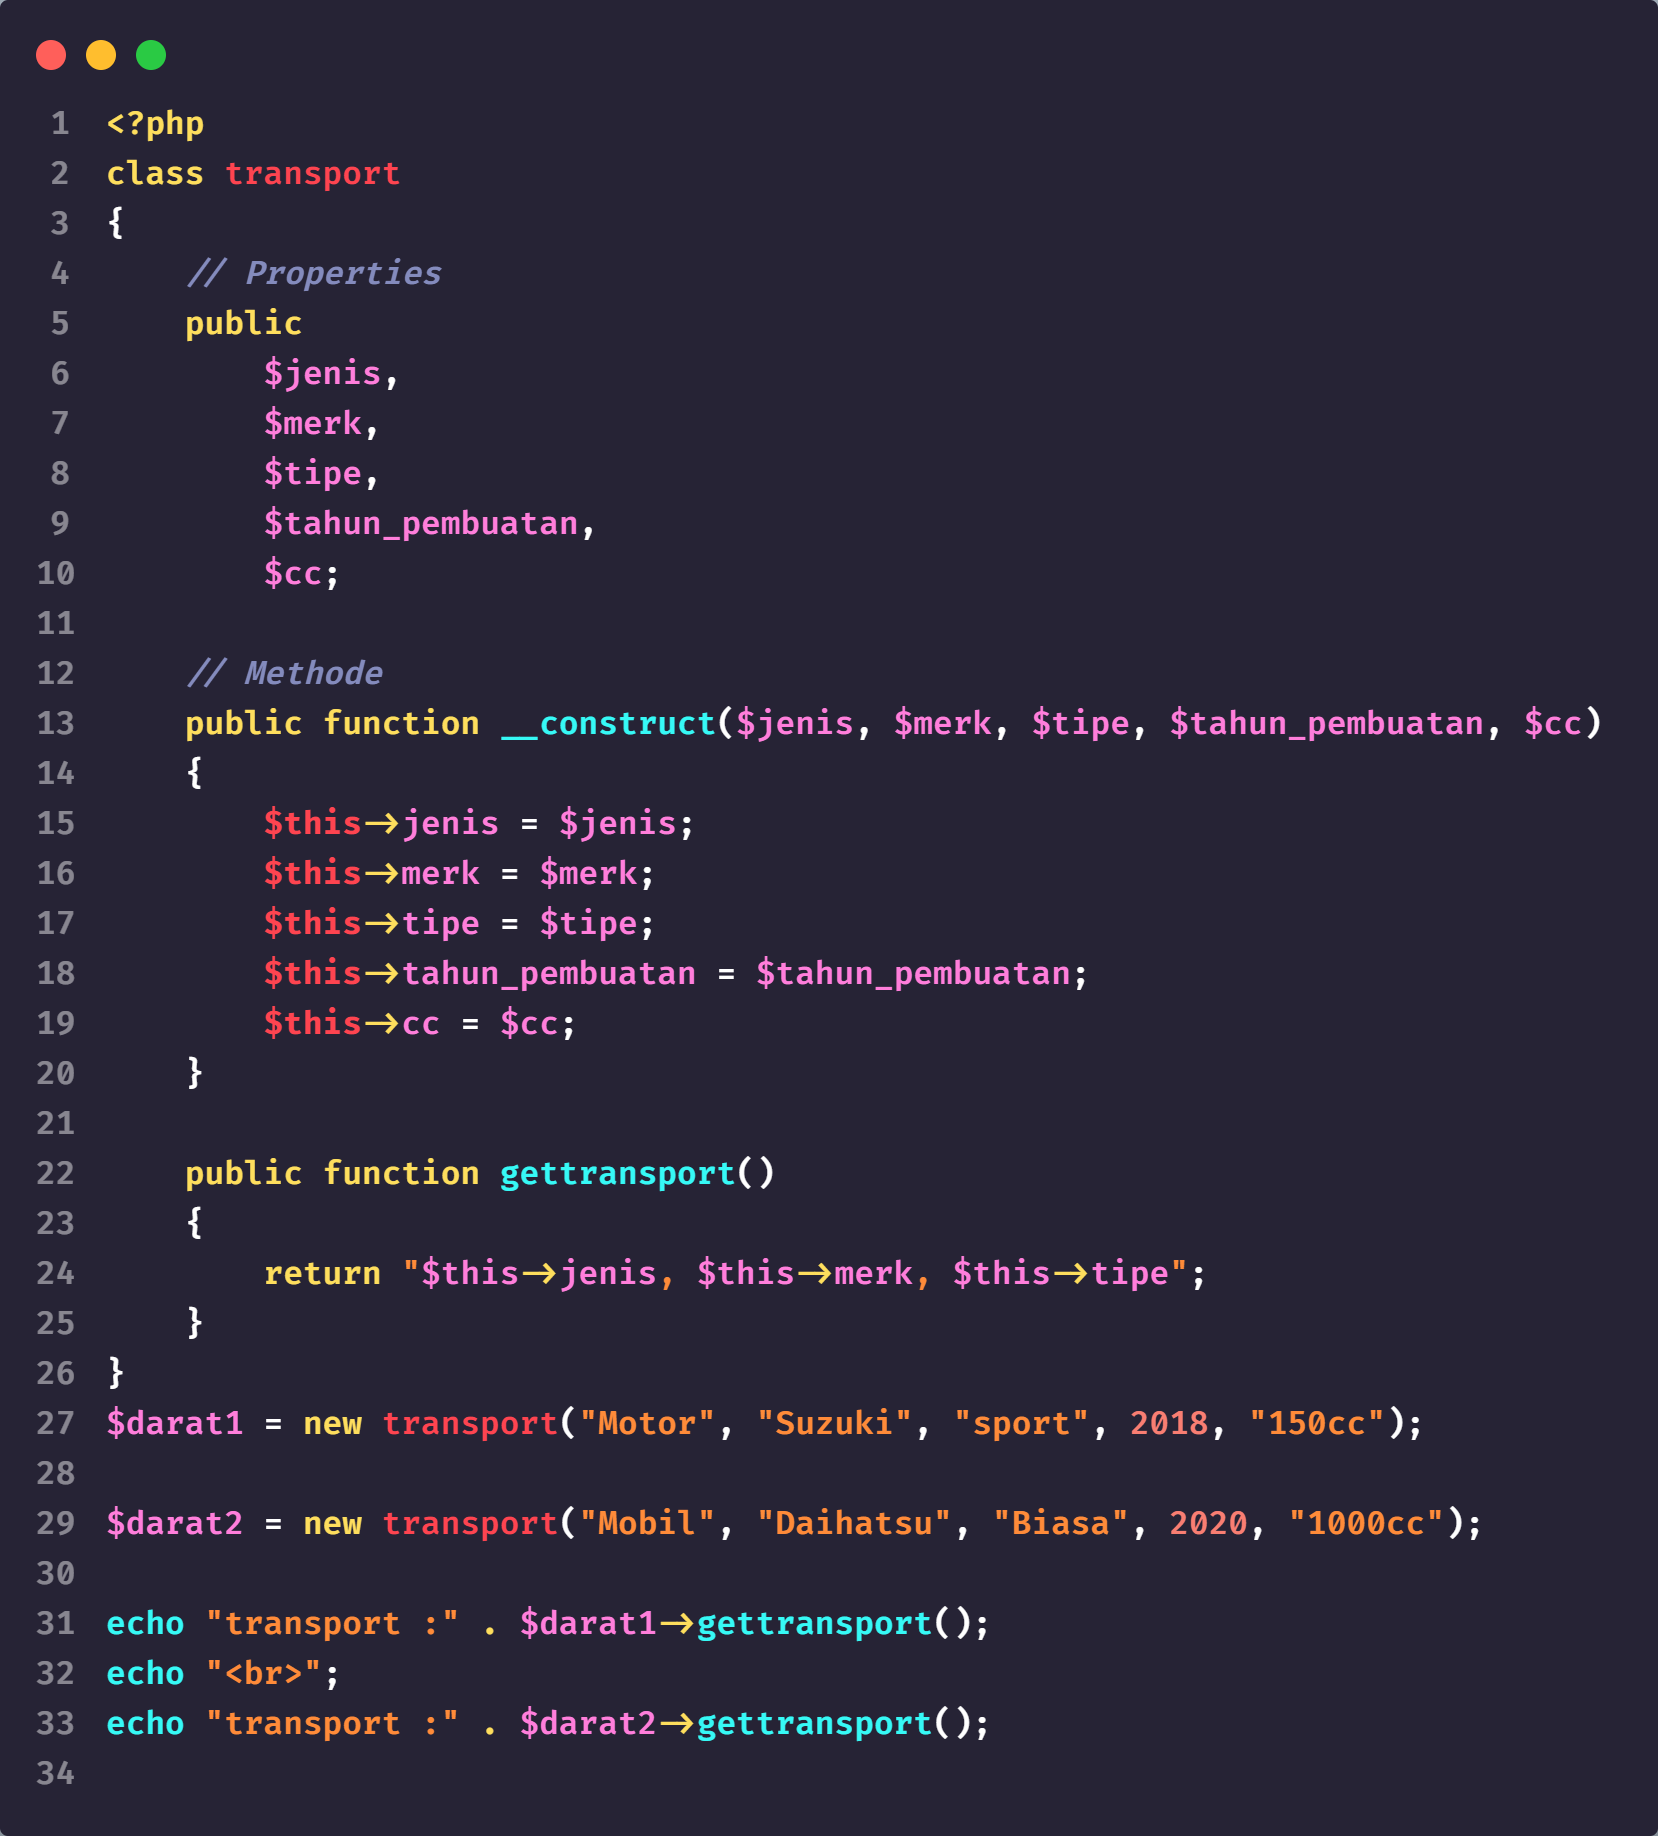 1 <?php
2 class transport
3 {
4     // Properties
5     public
6         $jenis,
7         $merk,
8         $tipe,
9         $tahun_pembuatan,
10         $cc;
11
12     // Methode
13     public function __construct($jenis, $merk, $tipe, $tahun_pembuatan, $cc)
14     {
15         $this->jenis = $jenis;
16         $this->merk = $merk;
17         $this->tipe = $tipe;
18         $this->tahun_pembuatan = $tahun_pembuatan;
19         $this->cc = $cc;
20     }
21
22     public function gettransport()
23     {
24         return "$this->jenis, $this->merk, $this->tipe";
25     }
26 }
27 $darat1 = new transport("Motor", "Suzuki", "sport", 2018, "150cc");
28
29 $darat2 = new transport("Mobil", "Daihatsu", "Biasa", 2020, "1000cc");
30
31 echo "transport :" . $darat1->gettransport();
32 echo "<br>";
33 echo "transport :" . $darat2->gettransport();
34